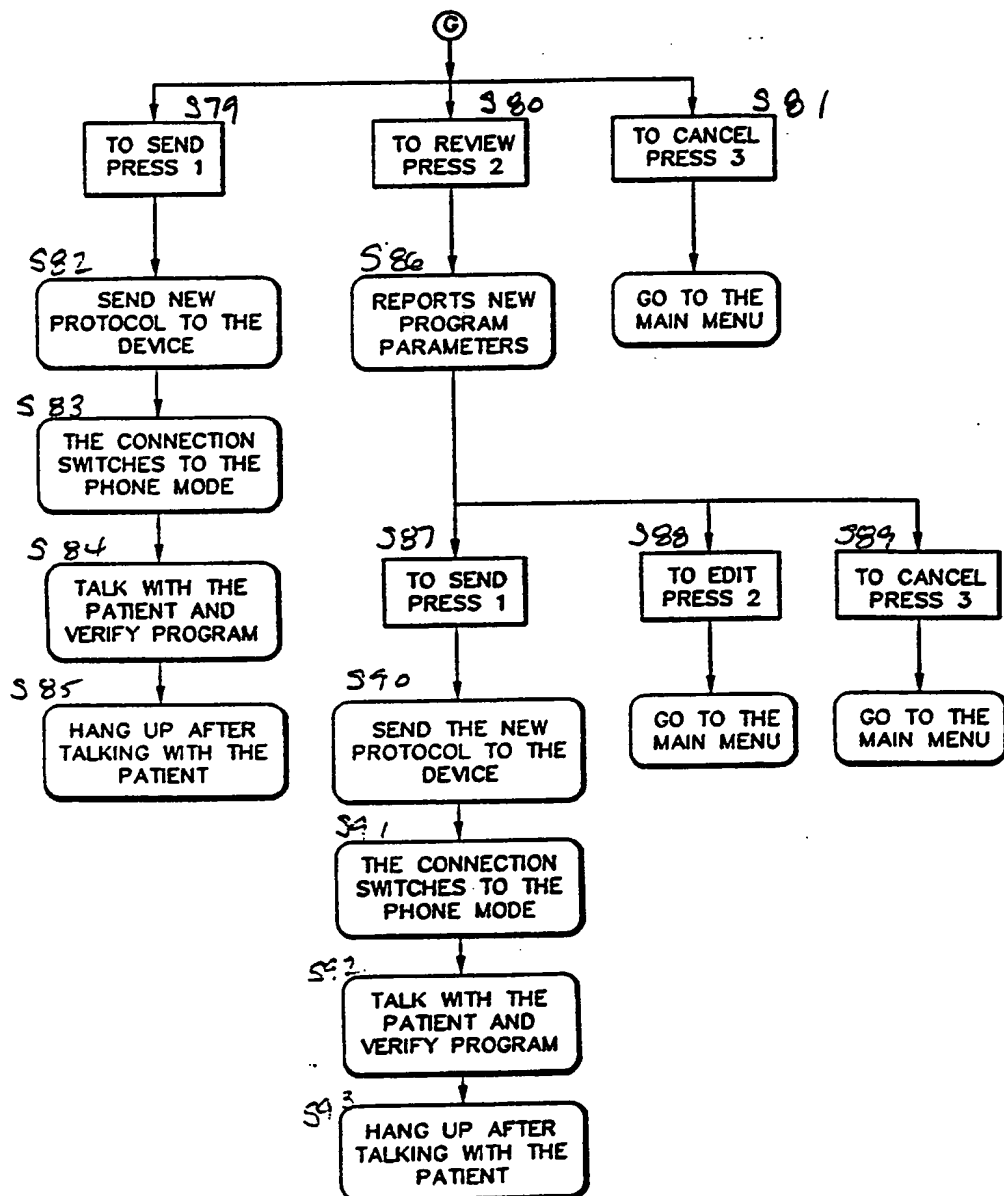 G
S79
S80
S81
TO SEND
PRESS 1
TO REVIEW
PRESS 2
TO CANCEL
PRESS 3
S82
SEND NEW
PROTOCOL TO THE
DEVICE
S86
REPORTS NEW
PROGRAM
PARAMETERS
GO TO THE
MAIN MENU
S83
THE CONNECTION
SWITCHES TO THE
PHONE MODE
S84
TALK WITH THE
PATIENT AND
VERIFY PROGRAM
S85
HANG UP AFTER
TALKING WITH THE
PATIENT
S87
TO SEND
PRESS 1
S88
TO EDIT
PRESS 2
S89
TO CANCEL
PRESS 3
S90
SEND THE NEW
PROTOCOL TO THE
DEVICE
GO TO THE
MAIN MENU
GO TO THE
MAIN MENU
S91
THE CONNECTION
SWITCHES TO THE
PHONE MODE
S92
TALK WITH THE
PATIENT AND
VERIFY PROGRAM
S93
HANG UP AFTER
TALKING WITH THE
PATIENT